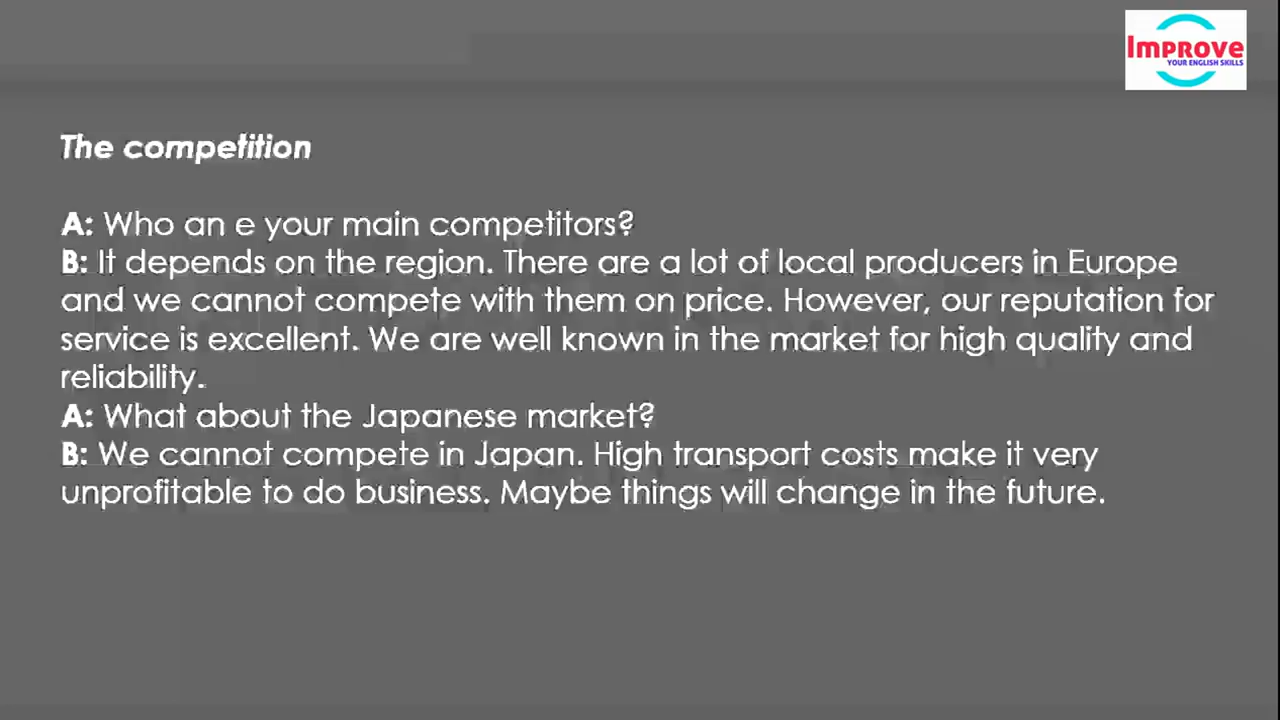 Improve
YOUR ENGLISH SKILLS
The competition
A: Who an e your main competitors?
B: It depends on the region. There are a lot of local producers in Europe
and we cannot compete with them on price. However, our reputation for
service is excellent. We are well known in the market for high quality and
reliability.
A: What about the Japanese market?
B: We cannot compete in Japan. High transport costs make it very
unprofitable to do business. Maybe things will change in the future.